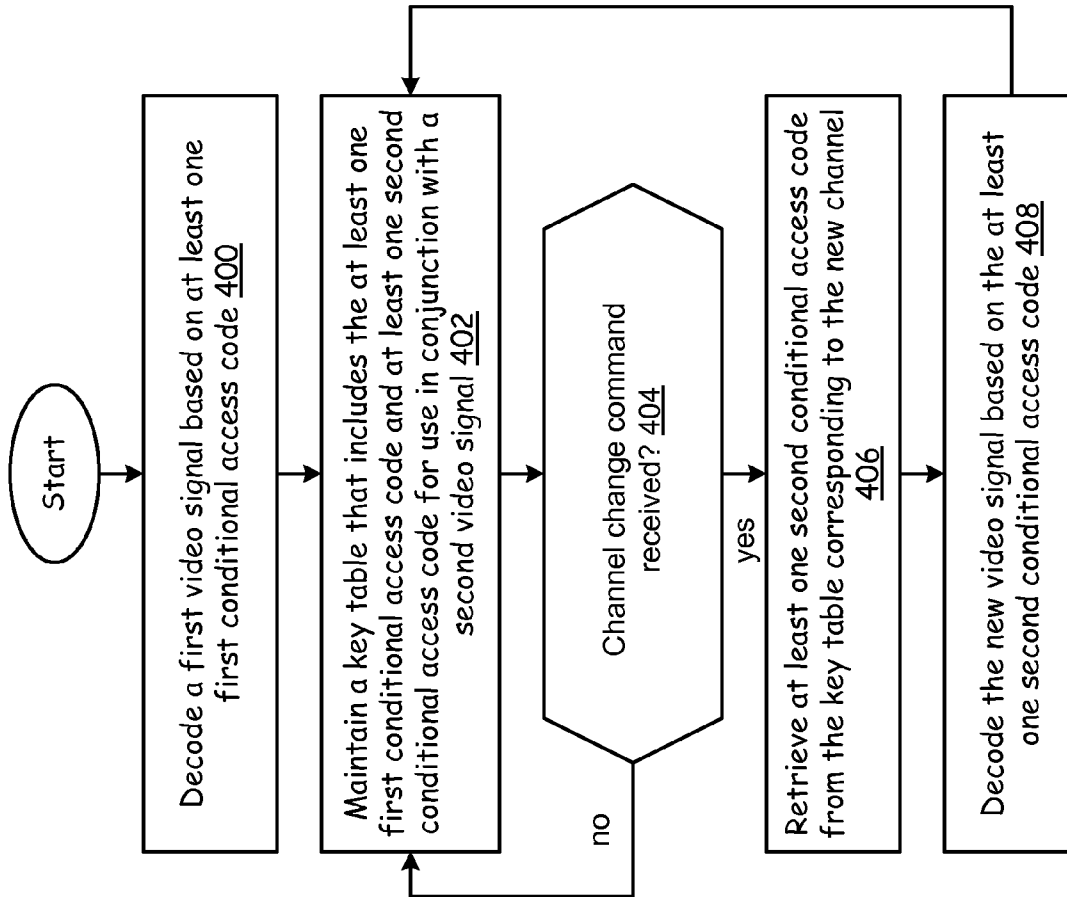 Start
Decode a first video signal based on at least one
first conditional access code 400
Maintain a key table that includes the at least one
first conditional access code and at least one second
conditional access code for use in conjunction with a
second video signal 402
Channel change command
received? 404
no
yes
Retrieve at least one second conditional access code
from the key table corresponding to the new channel
406
Decode the new video signal based on the at least
one second conditional access code 408